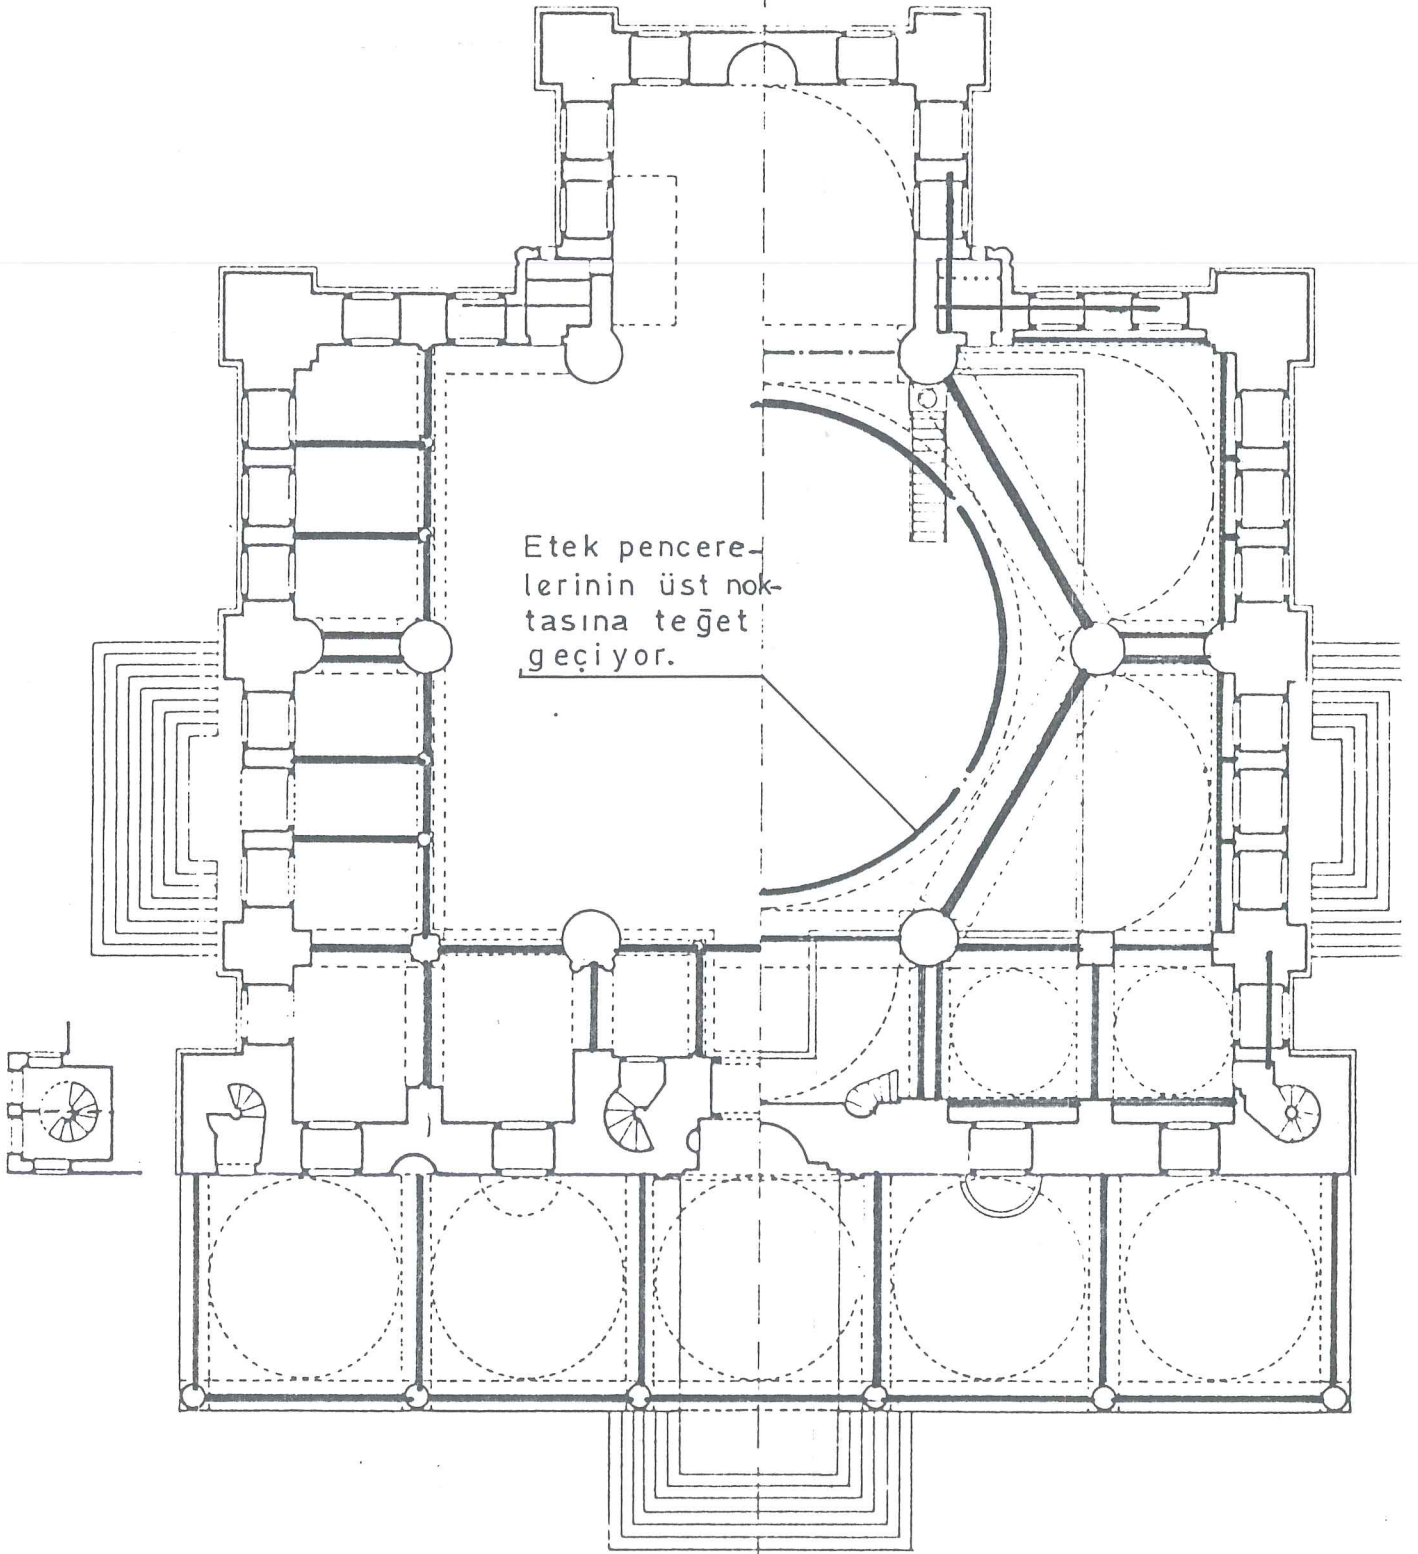 Etek pencere-
lerinin üst nok-
tasına teğet
geçiyor.